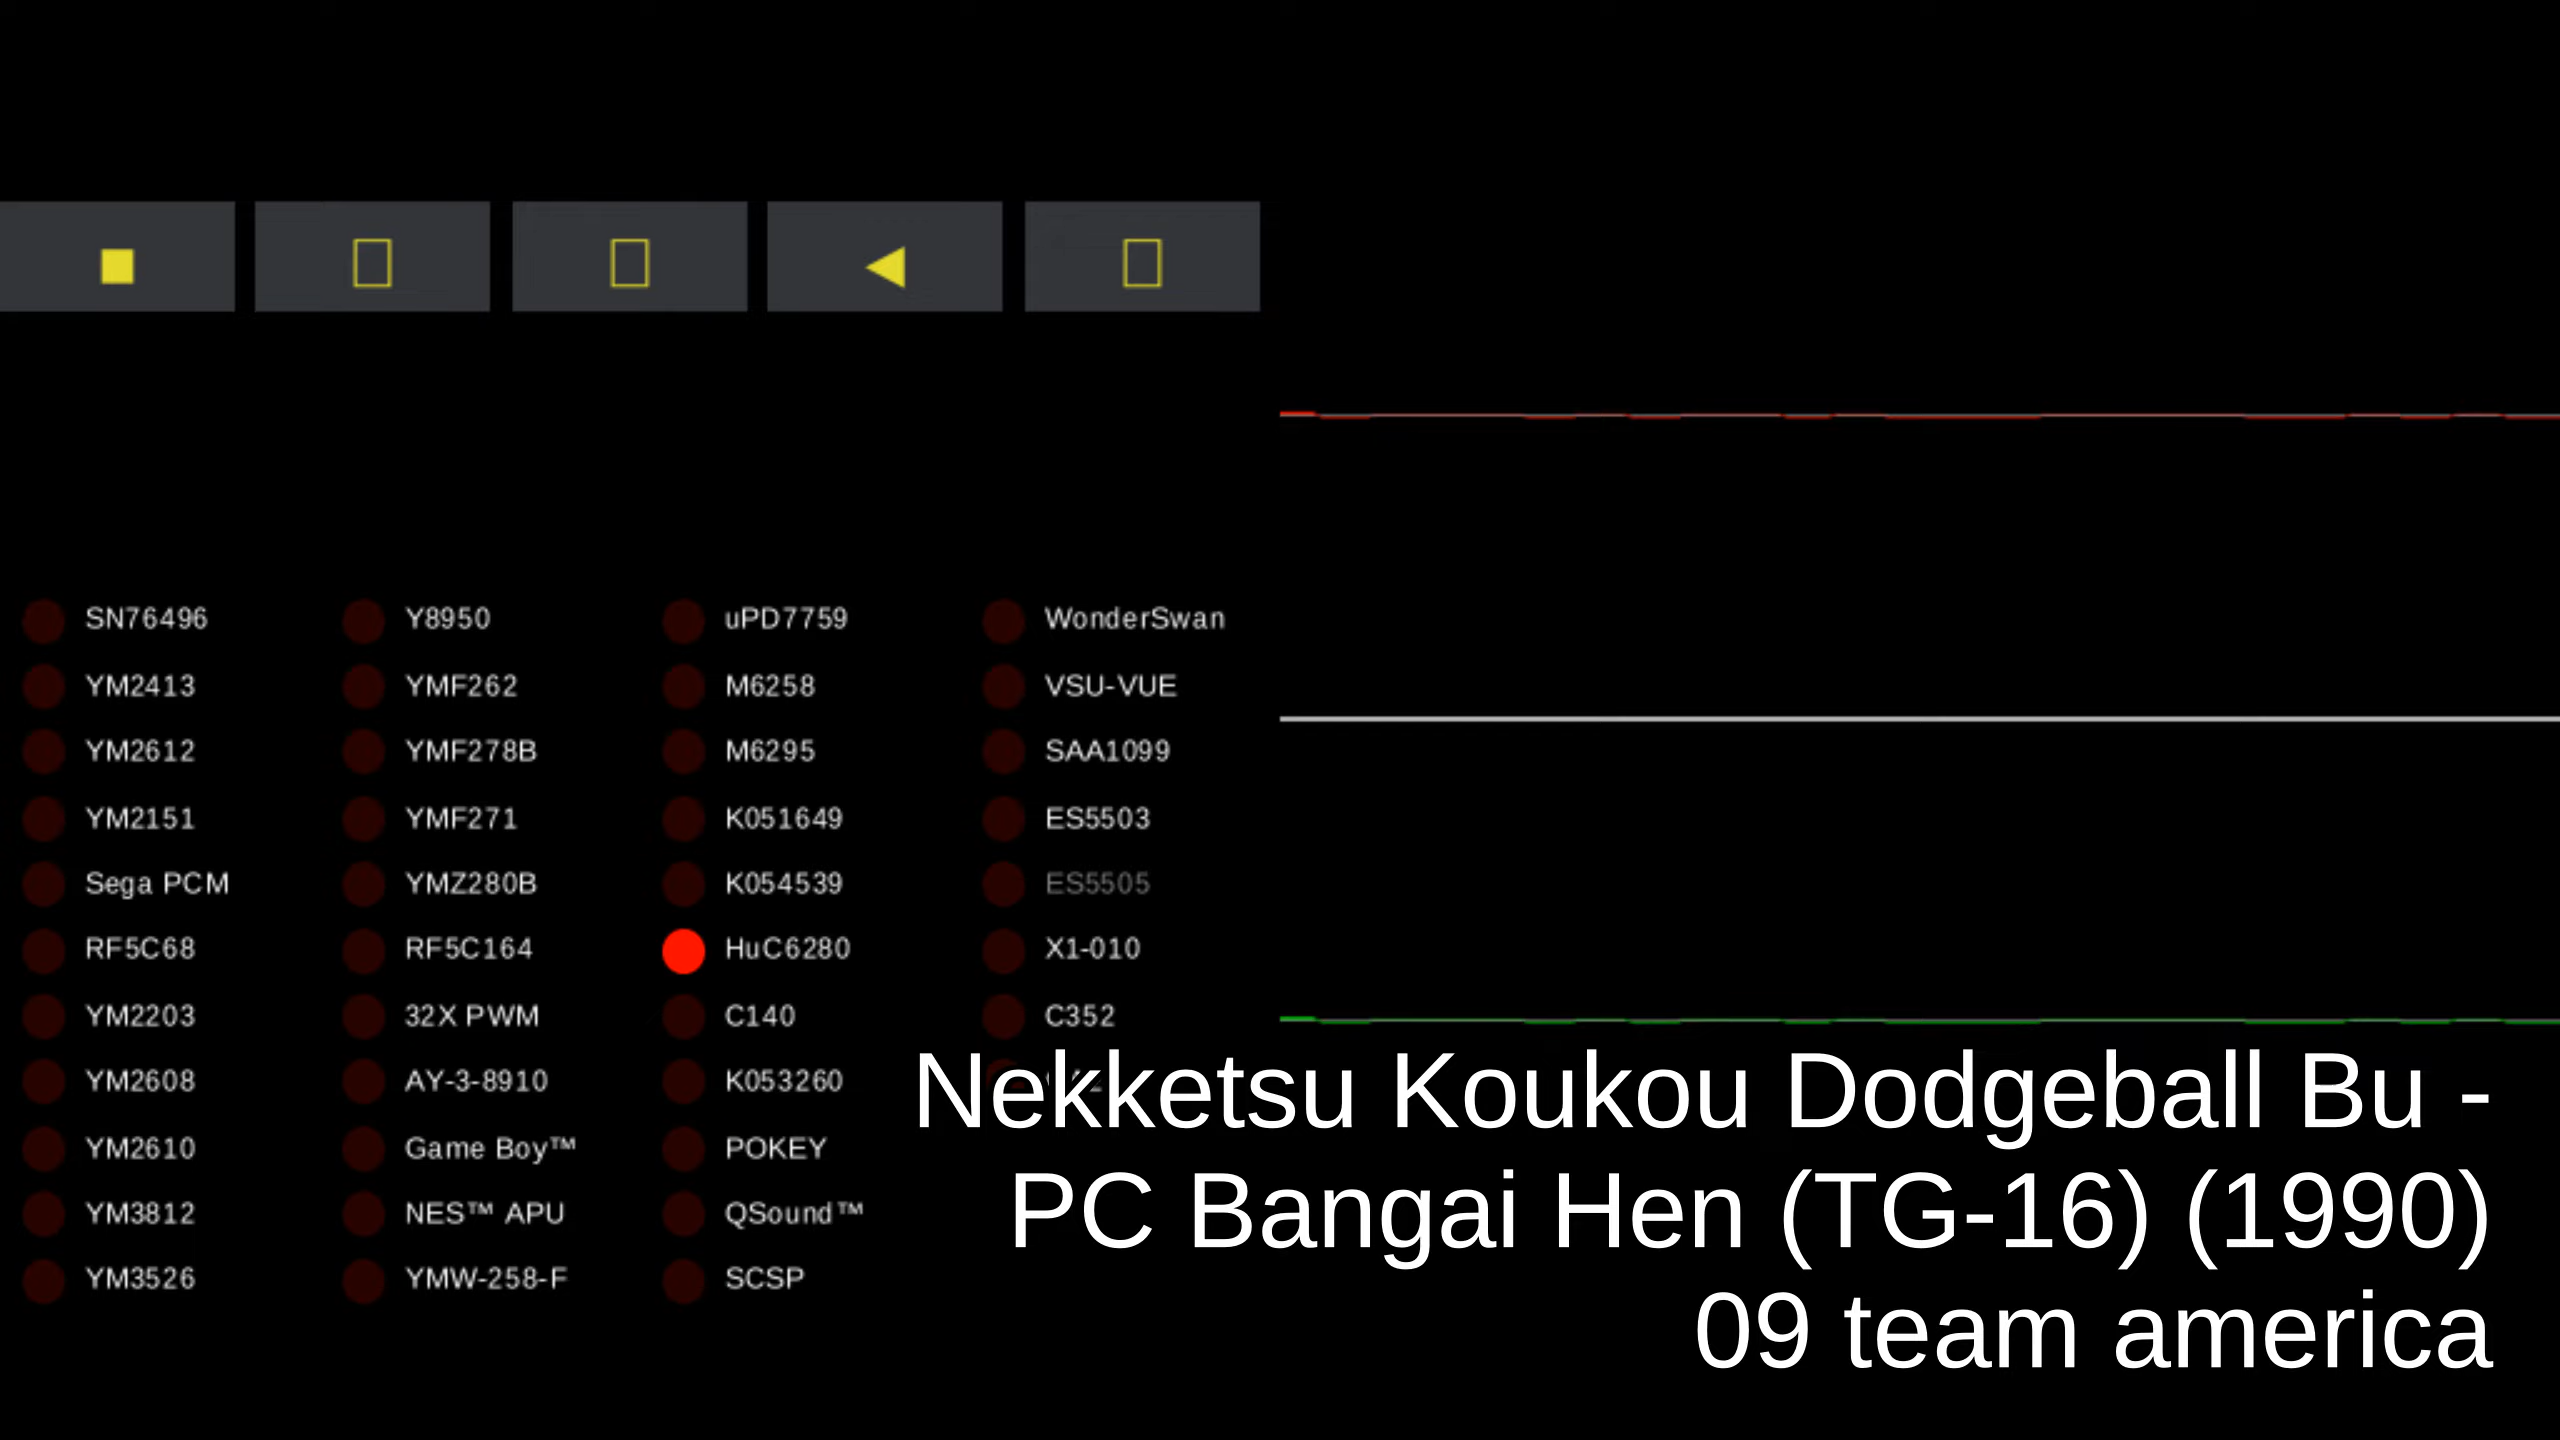 SN76496 Y8950 uPD7759 WonderSwan
YM2413 YMF262 M6258 VSU-VUE
YM2612 YMF278B M6295 SAA1099
YM2151 YMF271 K051649 ES5503
Sega PCM YMZ280B K054539 ES5505
RF5C68 RF5C164 HuC6280 X1-010
YM2203 32X PWM C140 C352
YM2608 AY-3-8910 K053260
YM2610 Game Boy™ POKEY
YM3812 NES™ APU QSound™
YM3526 YMW-258-F SCSP
Nekketsu Koukou Dodgeball Bu -
PC Bangai Hen (TG-16) (1990)
09 team america